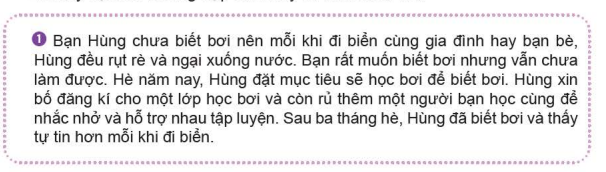 1 Bạn Hùng chưa biết bơi nên mỗi khi đi biển cùng gia đình hay bạn bè,
Hùng đều rụt rè và ngại xuống nước. Bạn rất muốn biết bơi nhưng vẫn chưa
làm được. Hè năm nay, Hùng đặt mục tiêu sẽ học bơi để biết bơi. Hùng xin
bố đăng kí cho một lớp học bơi và còn rủ thêm một người bạn học cùng để
nhắc nhở và hỗ trợ nhau tập luyện. Sau ba tháng hè, Hùng đã biết bơi và thấy
tự tin hơn mỗi khi đi biển.